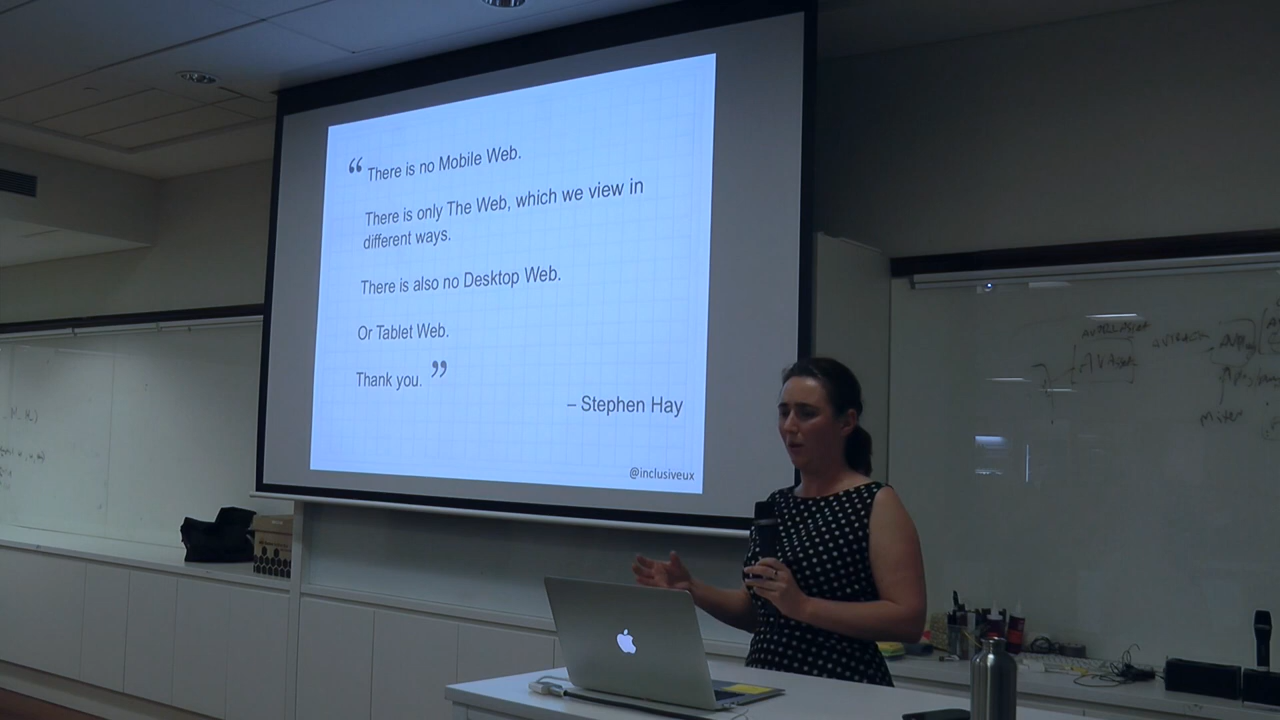 “ There is no Mobile Web.
There is only The Web, which we view in
different ways.
There is also no Desktop Web.
Or Tablet Web.
Thank you. ”
– Stephen Hay
@inclusiveux